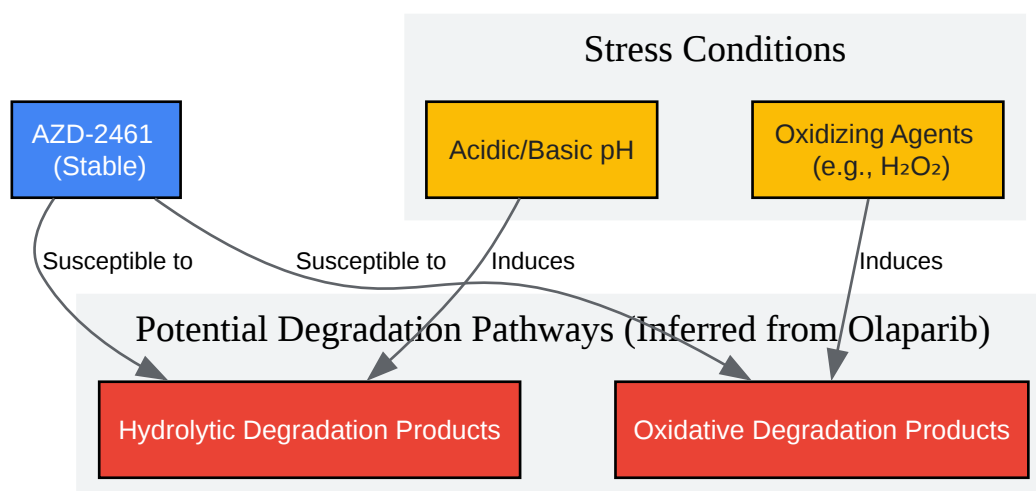 Stress Conditions
AZD-2461
(Stable)
Acidic/Basic pH
Oxidizing Agents
(e.g., H₂O₂)
Susceptible to
Susceptible to
Induces
Induces
Potential Degradation Pathways (Inferred from Olaparib)
Hydrolytic Degradation Products
Oxidative Degradation Products